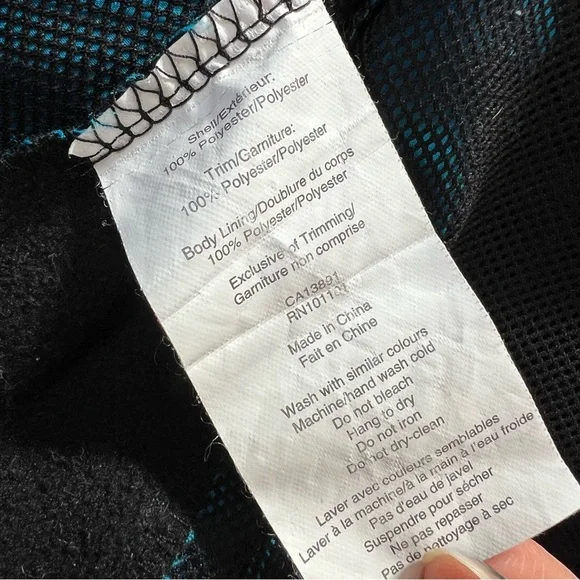 Shell/Extérieur:
100% Polyester/Polyester
Trim/Garniture:
100% Polyester/Polyester
Body Lining/Doublure du corps
100% Polyester/Polyester
Exclusive of Trimming/
Garniture non comprise
CA13891
RN101101
Made in China
Fait en Chine
Wash with similar colours
Machine/hand wash cold
Do not bleach
Hang to dry
Do not iron
Do not dry-clean
Laver avec couleurs semblables
Laver à la machine/à la main à l'eau froide
Pas d'eau de javel
Suspendre pour sécher
Ne pas repasser
Pas de nettoyage à sec